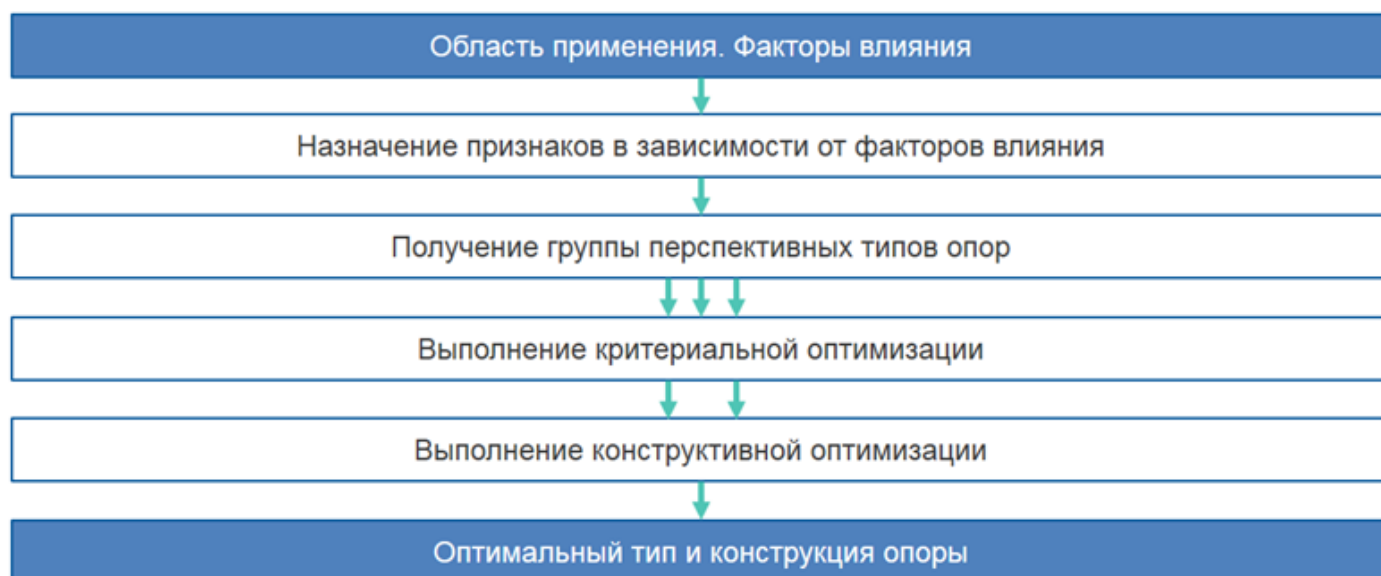 Область применения. Факторы влияния
Назначение признаков в зависимости от факторов влияния
Получение группы перспективных типов опор
Выполнение критериальной оптимизации
Выполнение конструктивной оптимизации
Оптимальный тип и конструкция опоры